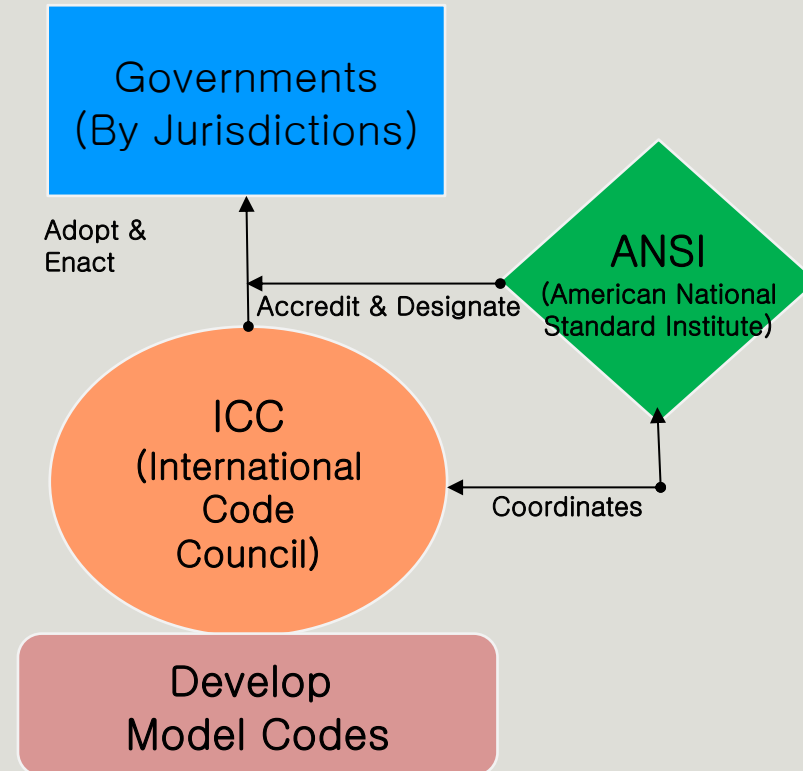 Governments
(By Jurisdictions)
Adopt &
Enact
ANSI
(American National
Standard Institute)
Accredit & Designate
ICC
(International
Code
Council)
Coordinates
Develop
Model Codes